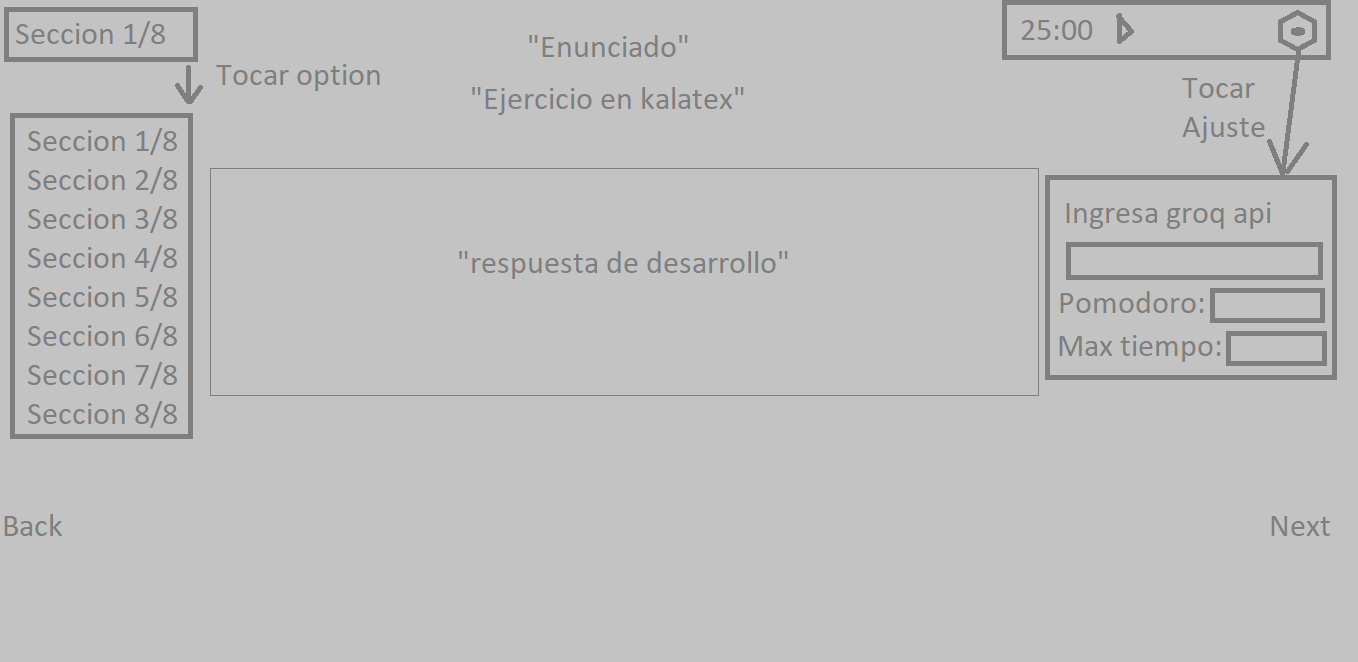 Seccion 1/8
Tocar option
Seccion 1/8
Seccion 2/8
Seccion 3/8
Seccion 4/8
Seccion 5/8
Seccion 6/8
Seccion 7/8
Seccion 8/8
"Enunciado"
"Ejercicio en kalatex"
"respuesta de desarrollo"
25:00
Tocar
Ajuste
Ingresa groq api
Pomodoro:
Max tiempo:
Back
Next